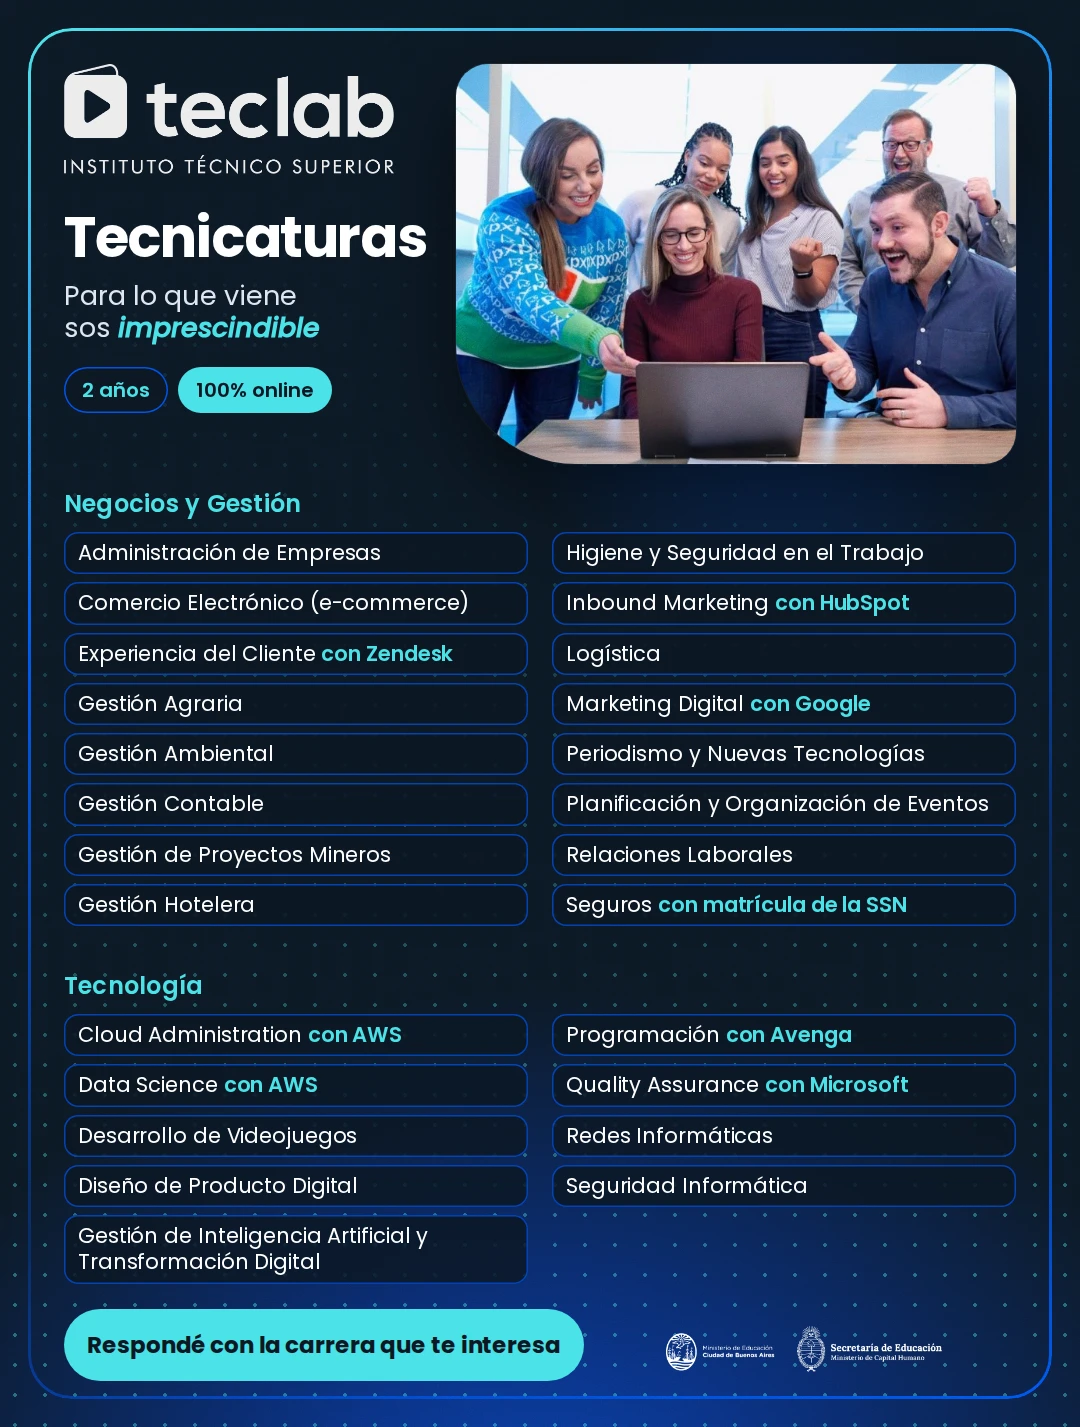 teclab
INSTITUTO TÉCNICO SUPERIOR
Tecnicaturas
Para lo que viene
sos imprescindible
2 años
100% online
Negocios y Gestión
Administración de Empresas
Comercio Electrónico (e-commerce)
Experiencia del Cliente con Zendesk
Gestión Agraria
Gestión Ambiental
Gestión Contable
Gestión de Proyectos Mineros
Gestión Hotelera
Higiene y Seguridad en el Trabajo
Inbound Marketing con HubSpot
Logística
Marketing Digital con Google
Periodismo y Nuevas Tecnologías
Planificación y Organización de Eventos
Relaciones Laborales
Seguros con matrícula de la SSN
Tecnología
Cloud Administration con AWS
Data Science con AWS
Desarrollo de Videojuegos
Diseño de Producto Digital
Gestión de Inteligencia Artificial y
Transformación Digital
Programación con Avenga
Quality Assurance con Microsoft
Redes Informáticas
Seguridad Informática
Respondé con la carrera que te interesa
Ministerio de Educación
Ciudad de Buenos Aires
Secretaría de Educación
Ministerio de Capital Humano